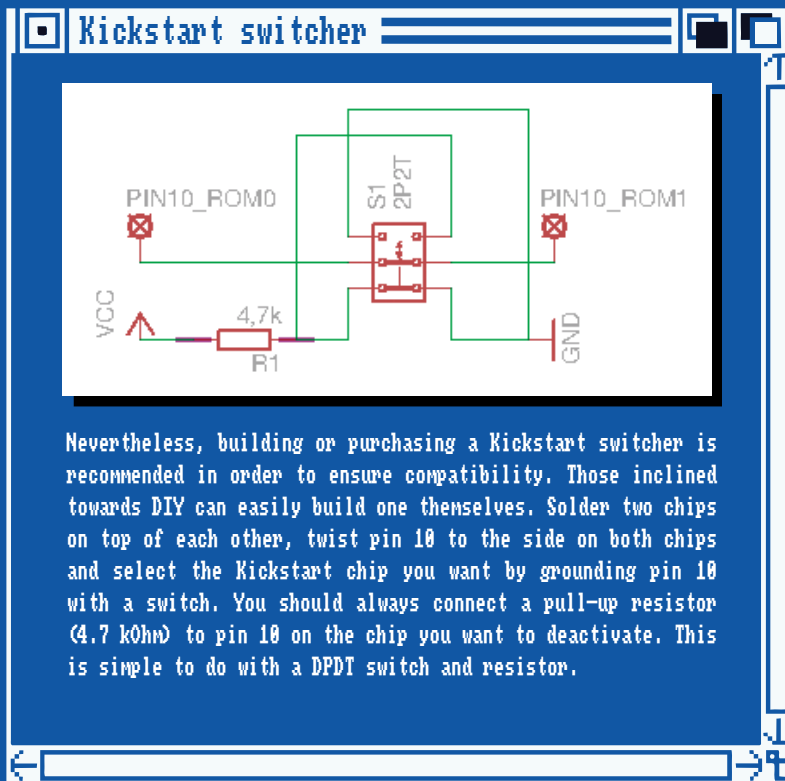 Kickstart switcher
S1
2P2T
PIN10_ROM0
PIN10_ROM1
VCC
4,7k
R1
GND
Nevertheless, building or purchasing a Kickstart switcher is
recommended in order to ensure compatibility. Those inclined
towards DIY can easily build one themselves. Solder two chips
on top of each other, twist pin 10 to the side on both chips
and select the Kickstart chip you want by grounding pin 10
with a switch. You should always connect a pull-up resistor
(4.7 kOhm) to pin 10 on the chip you want to deactivate. This
is simple to do with a DPDT switch and resistor.